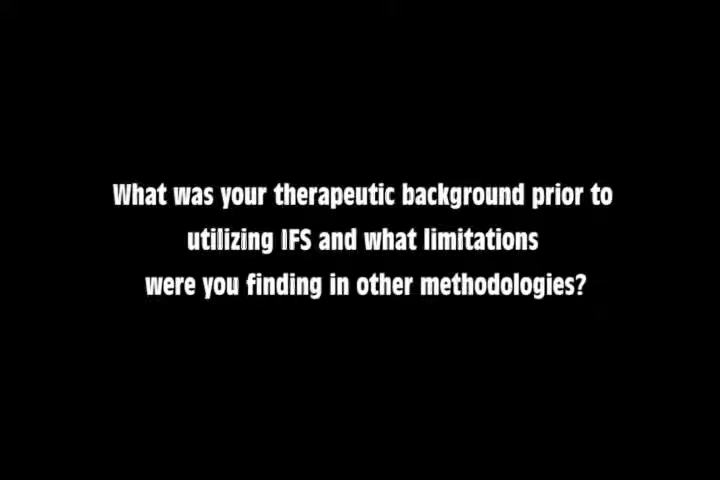 What was your therapeutic background prior to
utilizing IFS and what limitations
were you finding in other methodologies?